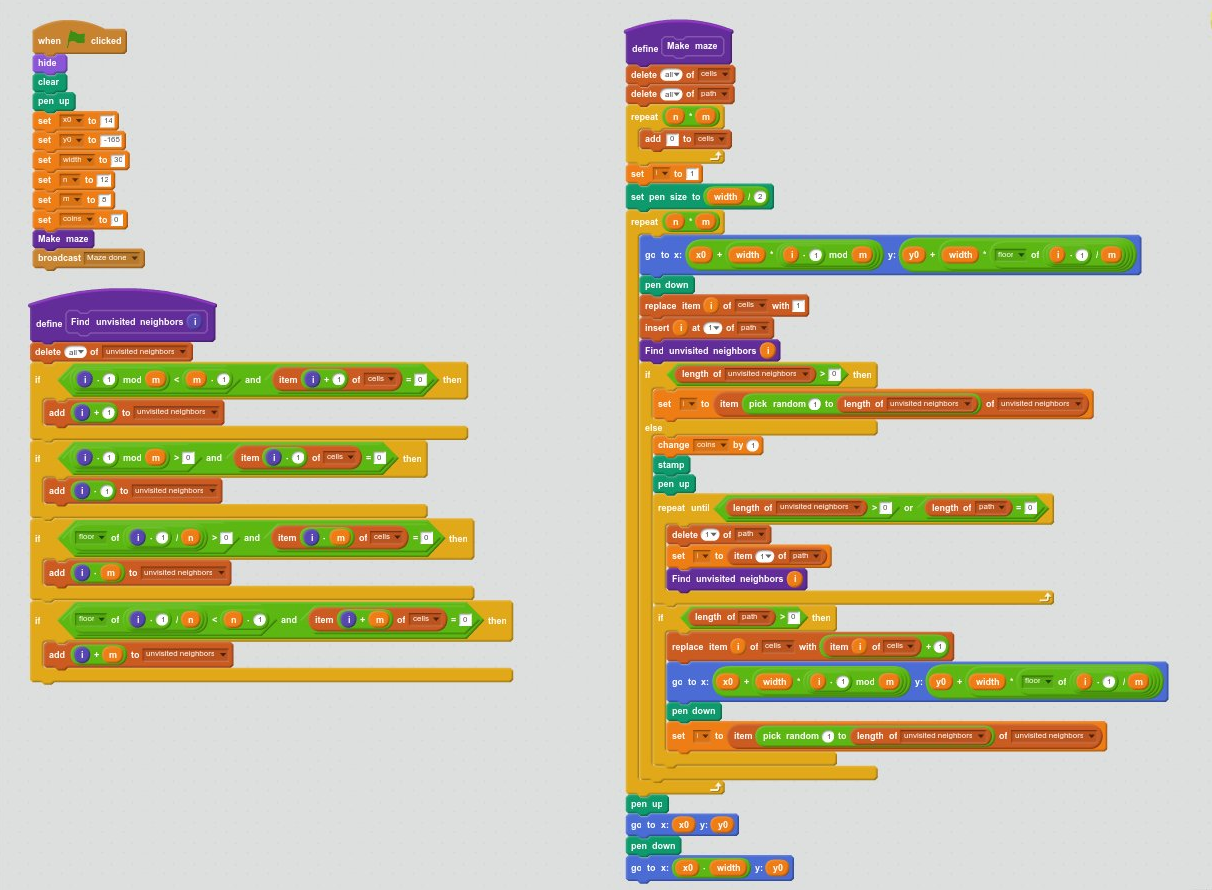 when clicked
hide
clear
pen up
set x0 to 14
set y0 to -165
set width to 30
set n to 12
set m to 8
set coins to 0
Make maze
broadcast Maze done
define Find unvisited neighbors i
delete all of unvisited neighbors
if i - 1 mod m < m - 1 and item i + 1 of cells = 0 then
add i + 1 to unvisited neighbors
if i - 1 mod m > 0 and item i - 1 of cells = 0 then
add i - 1 to unvisited neighbors
if floor of i - 1 / n > 0 and item i - m of cells = 0 then
add i - m to unvisited neighbors
if floor of i - 1 / n < n - 1 and item i + m of cells = 0 then
add i + m to unvisited neighbors
define Make maze
delete all of cells
delete all of path
repeat n * m
add 0 to cells
set i to 1
set pen size to width / 2
repeat n * m
go to x: x0 + width * i - 1 mod m y: y0 + width * floor of i - 1 / m
pen down
replace item i of cells with 1
insert i at 1 of path
Find unvisited neighbors i
if length of unvisited neighbors > 0 then
set i to item pick random 1 to length of unvisited neighbors of unvisited neighbors
else
change coins by 1
stamp
pen up
repeat until length of unvisited neighbors > 0 or length of path = 0
delete 1 of path
set i to item 1 of path
Find unvisited neighbors i
if length of path > 0 then
replace item i of cells with item i of cells + 1
go to x: x0 + width * i - 1 mod m y: y0 + width * floor of i - 1 / m
pen down
set i to item pick random 1 to length of unvisited neighbors of unvisited neighbors
pen up
go to x: x0 y: y0
pen down
go to x: x0 - width y: y0